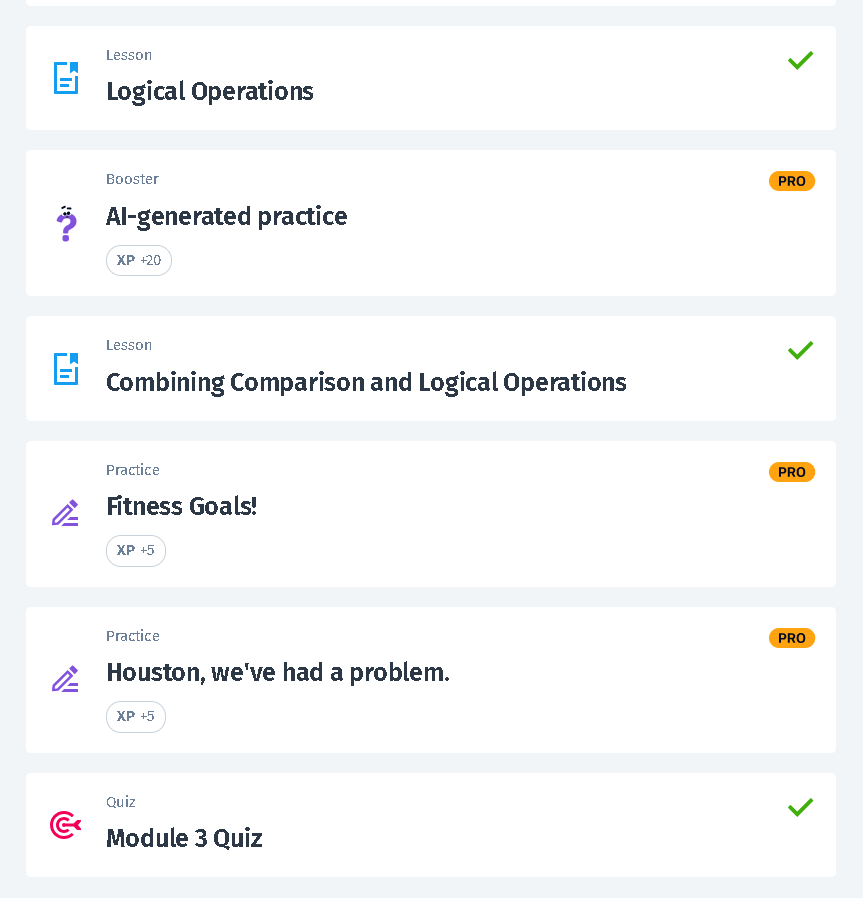 Lesson
Logical Operations
Booster
PRO
AI-generated practice
XP +20
Lesson
Combining Comparison and Logical Operations
Practice
PRO
Fitness Goals!
XP +5
Practice
PRO
Houston, we've had a problem.
XP +5
Quiz
Module 3 Quiz